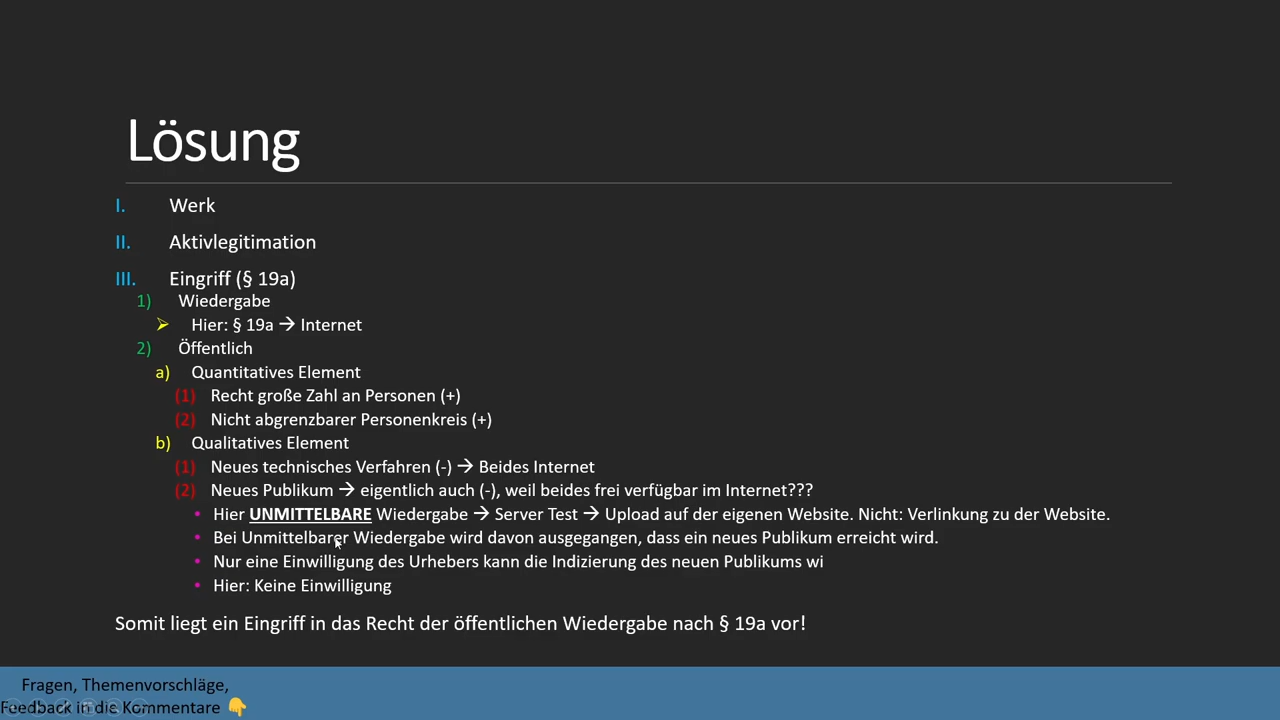 Lösung
I. Werk
II. Aktivlegitimation
III. Eingriff (§ 19a)
1) Wiedergabe
➢ Hier: § 19a → Internet
2) Öffentlich
a) Quantitatives Element
(1) Recht große Zahl an Personen (+)
(2) Nicht abgrenzbarer Personenkreis (+)
b) Qualitatives Element
(1) Neues technisches Verfahren (-) → Beides Internet
(2) Neues Publikum → eigentlich auch (-), weil beides frei verfügbar im Internet???
• Hier UNMITTELBARE Wiedergabe → Server Test → Upload auf der eigenen Website. Nicht: Verlinkung zu der Website.
• Bei Unmittelbarer Wiedergabe wird davon ausgegangen, dass ein neues Publikum erreicht wird.
• Nur eine Einwilligung des Urhebers kann die Indizierung des neuen Publikums wi
• Hier: Keine Einwilligung
Somit liegt ein Eingriff in das Recht der öffentlichen Wiedergabe nach § 19a vor!
Fragen, Themenvorschläge,
Feedback in die Kommentare 👇